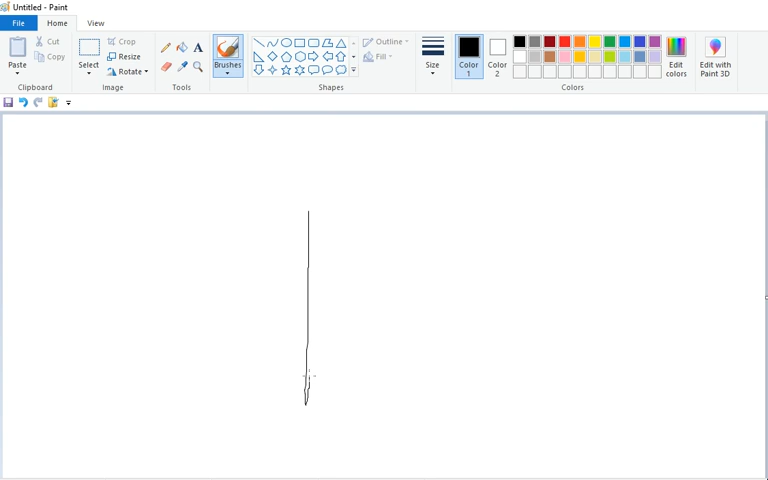 Untitled - Paint
File Home View
Paste
Cut
Copy
Clipboard
Select
Crop
Resize
Rotate
Image
A
Tools
Brushes
Shapes
Outline
Fill
Size
Color 1
Color 2
Colors
Edit colors
Edit with Paint 3D